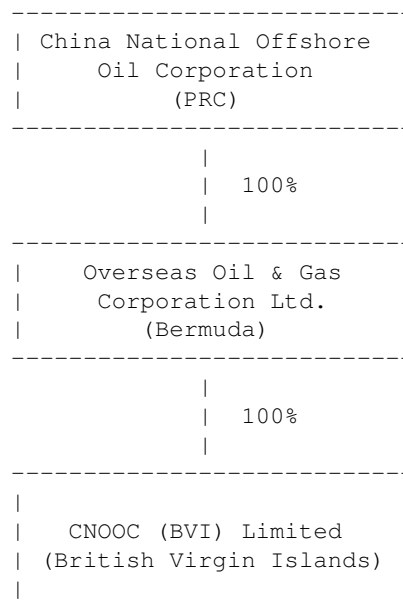 ---------------------------
| China National Offshore
| Oil Corporation
| (PRC)
---------------------------
|
| 100%
|
---------------------------
| Overseas Oil & Gas
| Corporation Ltd.
| (Bermuda)
---------------------------
|
| 100%
|
---------------------------
|
| CNOOC (BVI) Limited
| (British Virgin Islands)
|